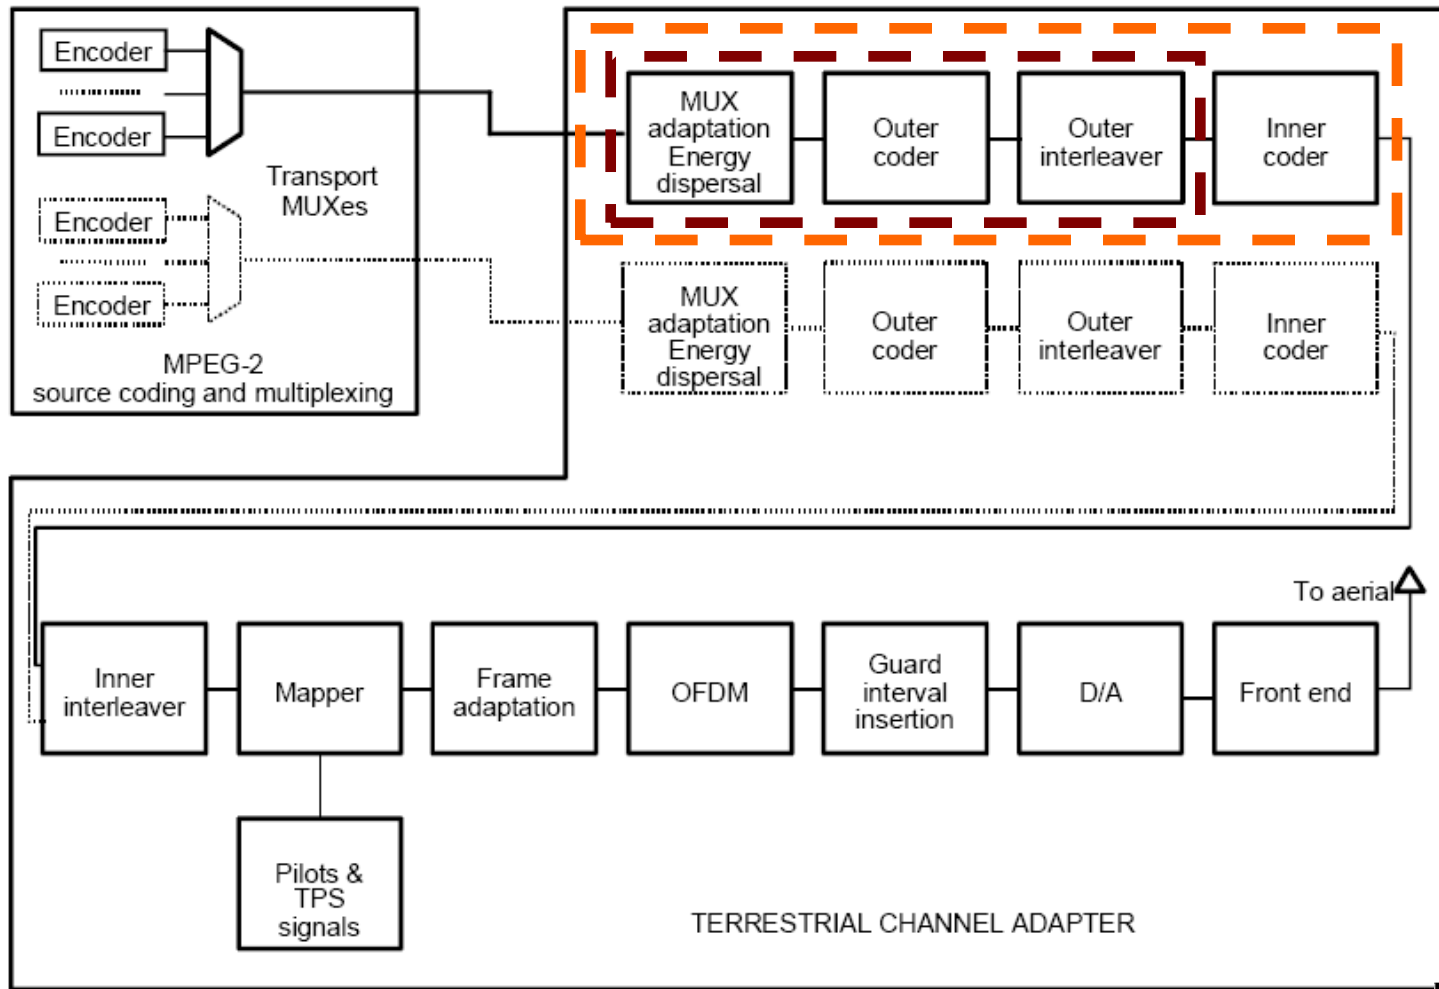 Encoder
Encoder
Transport
MUXes
Encoder
Encoder
MPEG-2
source coding and multiplexing
MUX
adaptation
Energy
dispersal
Outer
coder
Outer
interleaver
Inner
coder
MUX
adaptation
Energy
dispersal
Outer
coder
Outer
interleaver
Inner
coder
To aerial
Inner
interleaver
Mapper
Frame
adaptation
OFDM
Guard
interval
insertion
D/A
Front end
Pilots &
TPS
signals
TERRESTRIAL CHANNEL ADAPTER